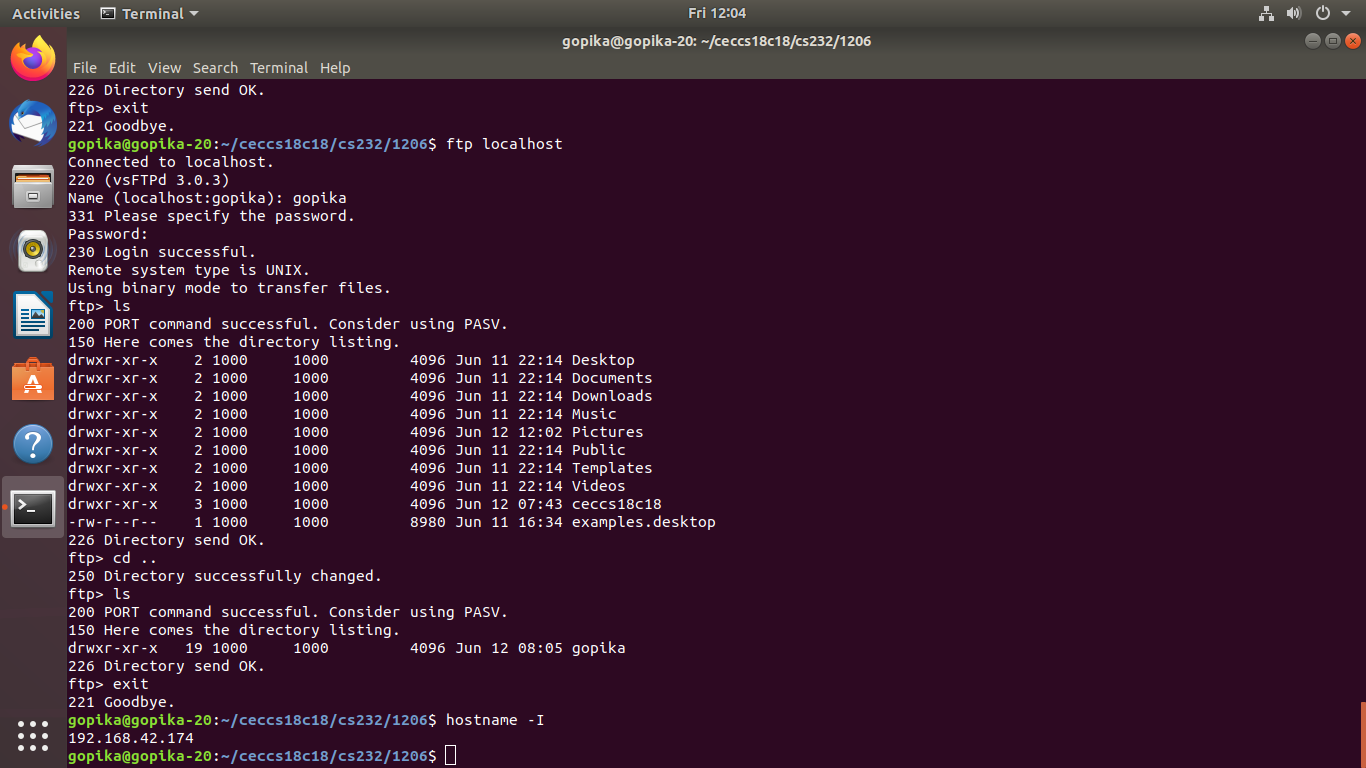 Activities Terminal Fri 12:04
gopika@gopika-20: ~/ceccs18c18/cs232/1206
File Edit View Search Terminal Help
226 Directory send OK.
ftp> exit
221 Goodbye.
gopika@gopika-20:~/ceccs18c18/cs232/1206$ ftp localhost
Connected to localhost.
220 (vsFTPd 3.0.3)
Name (localhost:gopika): gopika
331 Please specify the password.
Password:
230 Login successful.
Remote system type is UNIX.
Using binary mode to transfer files.
ftp> ls
200 PORT command successful. Consider using PASV.
150 Here comes the directory listing.
drwxr-xr-x    2 1000     1000         4096 Jun 11 22:14 Desktop
drwxr-xr-x    2 1000     1000         4096 Jun 11 22:14 Documents
drwxr-xr-x    2 1000     1000         4096 Jun 11 22:14 Downloads
drwxr-xr-x    2 1000     1000         4096 Jun 11 22:14 Music
drwxr-xr-x    2 1000     1000         4096 Jun 12 12:02 Pictures
drwxr-xr-x    2 1000     1000         4096 Jun 11 22:14 Public
drwxr-xr-x    2 1000     1000         4096 Jun 11 22:14 Templates
drwxr-xr-x    2 1000     1000         4096 Jun 11 22:14 Videos
drwxr-xr-x    3 1000     1000         4096 Jun 12 07:43 ceccs18c18
-rw-r--r--    1 1000     1000         8980 Jun 11 16:34 examples.desktop
226 Directory send OK.
ftp> cd ..
250 Directory successfully changed.
ftp> ls
200 PORT command successful. Consider using PASV.
150 Here comes the directory listing.
drwxr-xr-x   19 1000     1000         4096 Jun 12 08:05 gopika
226 Directory send OK.
ftp> exit
221 Goodbye.
gopika@gopika-20:~/ceccs18c18/cs232/1206$ hostname -I
192.168.42.174
gopika@gopika-20:~/ceccs18c18/cs232/1206$